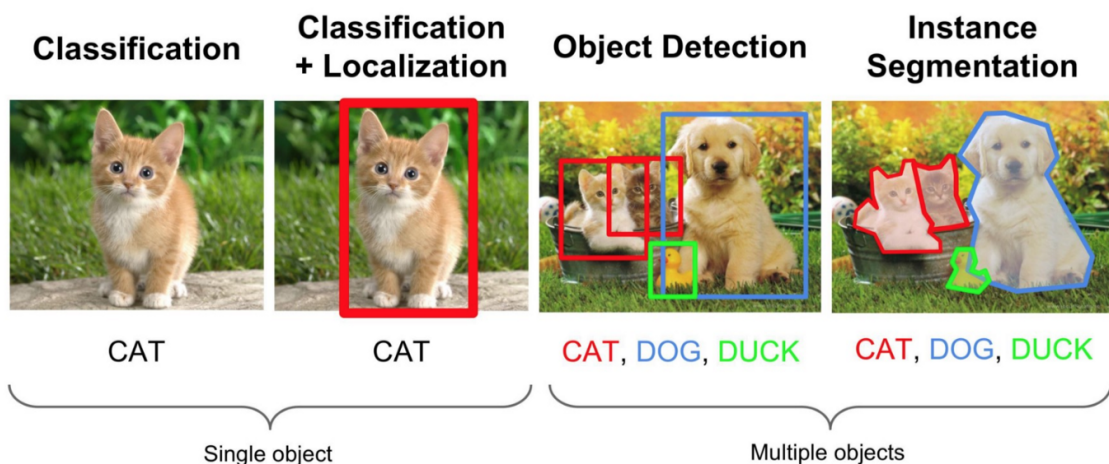 Classification
Classification
+ Localization
Object Detection
Instance
Segmentation
CAT
CAT
CAT, DOG, DUCK
CAT, DOG, DUCK
Single object
Multiple objects